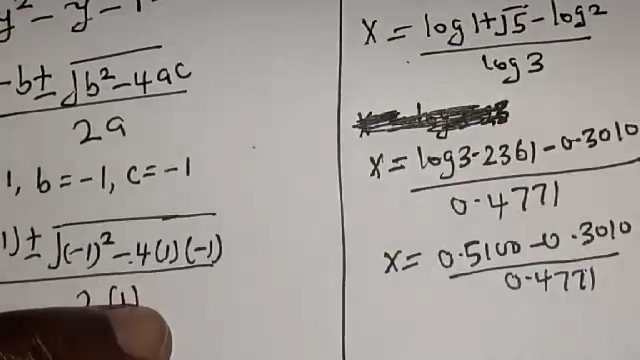 y² - y - 1
-b ± √b² - 4ac
2a
1, b = -1, c = -1
1) ± √(-1)² - 4(1)(-1)
2(1)
x = log 1+√5 - log 2
log 3
x = log 3.2361 - 0.3010
0.4771
x = 0.5100 - 0.3010
0.4771